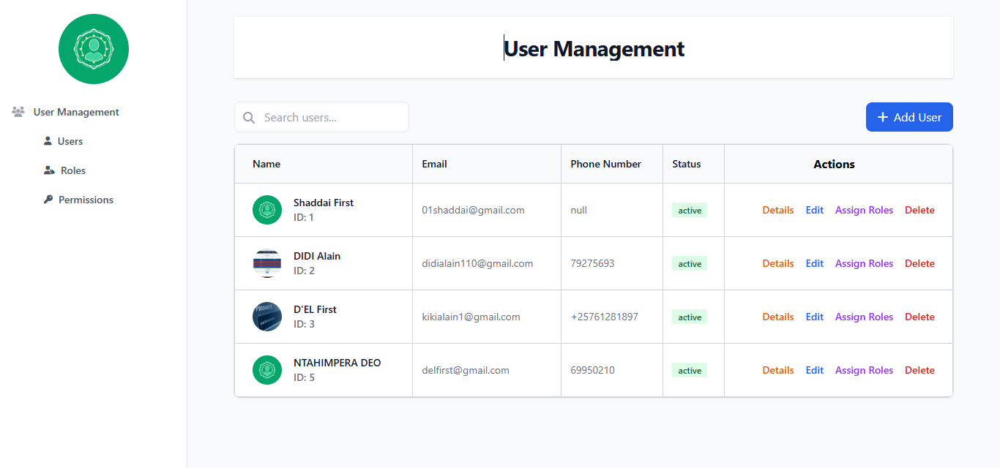 User Management
User Management
Users
Roles
Permissions
Search users...
Add User
Name Email Phone Number Status Actions
Shaddai First
ID: 1
01shaddai@gmail.com null active Details Edit Assign Roles Delete
DIDI Alain
ID: 2
didialain110@gmail.com 79275693 active Details Edit Assign Roles Delete
D'EL First
ID: 3
kikialain1@gmail.com +25761281897 active Details Edit Assign Roles Delete
NTAHIMPERA DEO
ID: 5
delfirst@gmail.com 69950210 active Details Edit Assign Roles Delete